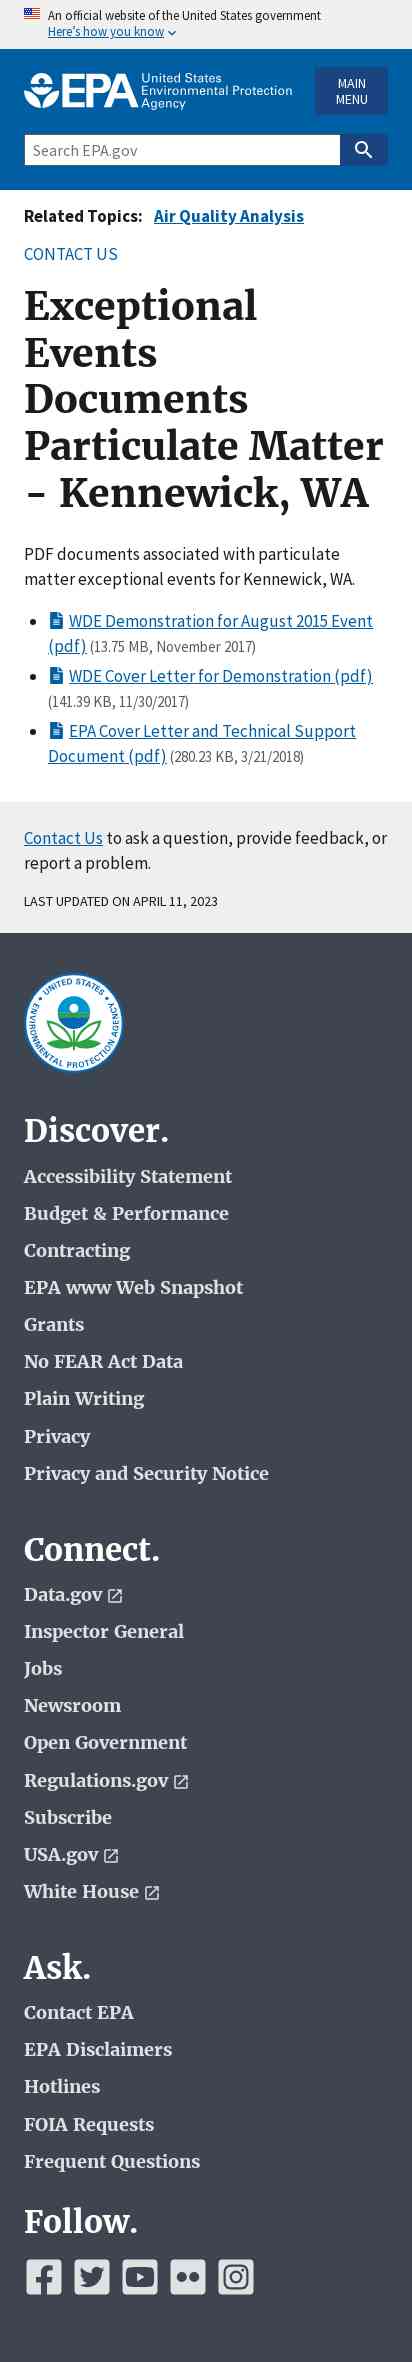 An official website of the United States government
Here's how you know
EPA United States
Environmental Protection
Agency
MAIN
MENU
Search EPA.gov
Related Topics: Air Quality Analysis
CONTACT US
Exceptional
Events
Documents
Particulate Matter
- Kennewick, WA
PDF documents associated with particulate
matter exceptional events for Kennewick, WA.
WDE Demonstration for August 2015 Event
(pdf) (13.75 MB, November 2017)
WDE Cover Letter for Demonstration (pdf)
(141.39 KB, 11/30/2017)
EPA Cover Letter and Technical Support
Document (pdf) (280.23 KB, 3/21/2018)
Contact Us to ask a question, provide feedback, or
report a problem.
LAST UPDATED ON APRIL 11, 2023
UNITED STATES
ENVIRONMENTAL PROTECTION AGENCY
Discover.
Accessibility Statement
Budget & Performance
Contracting
EPA www Web Snapshot
Grants
No FEAR Act Data
Plain Writing
Privacy
Privacy and Security Notice
Connect.
Data.gov
Inspector General
Jobs
Newsroom
Open Government
Regulations.gov
Subscribe
USA.gov
White House
Ask.
Contact EPA
EPA Disclaimers
Hotlines
FOIA Requests
Frequent Questions
Follow.